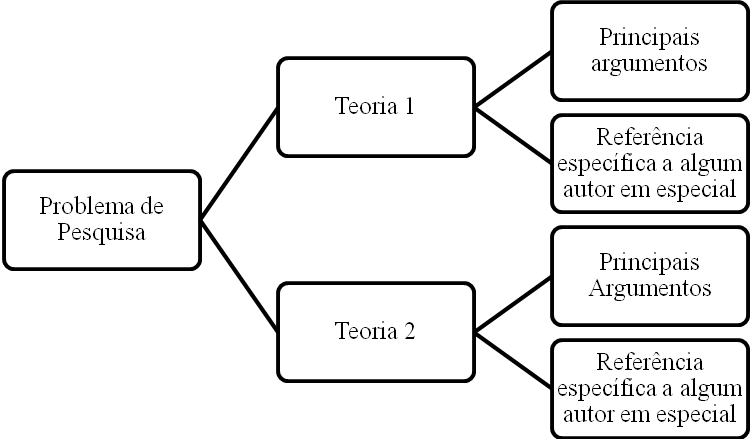 Problema de
Pesquisa
Teoria 1
Principais
argumentos
Referência
específica a algum
autor em especial
Teoria 2
Principais
Argumentos
Referência
específica a algum
autor em especial